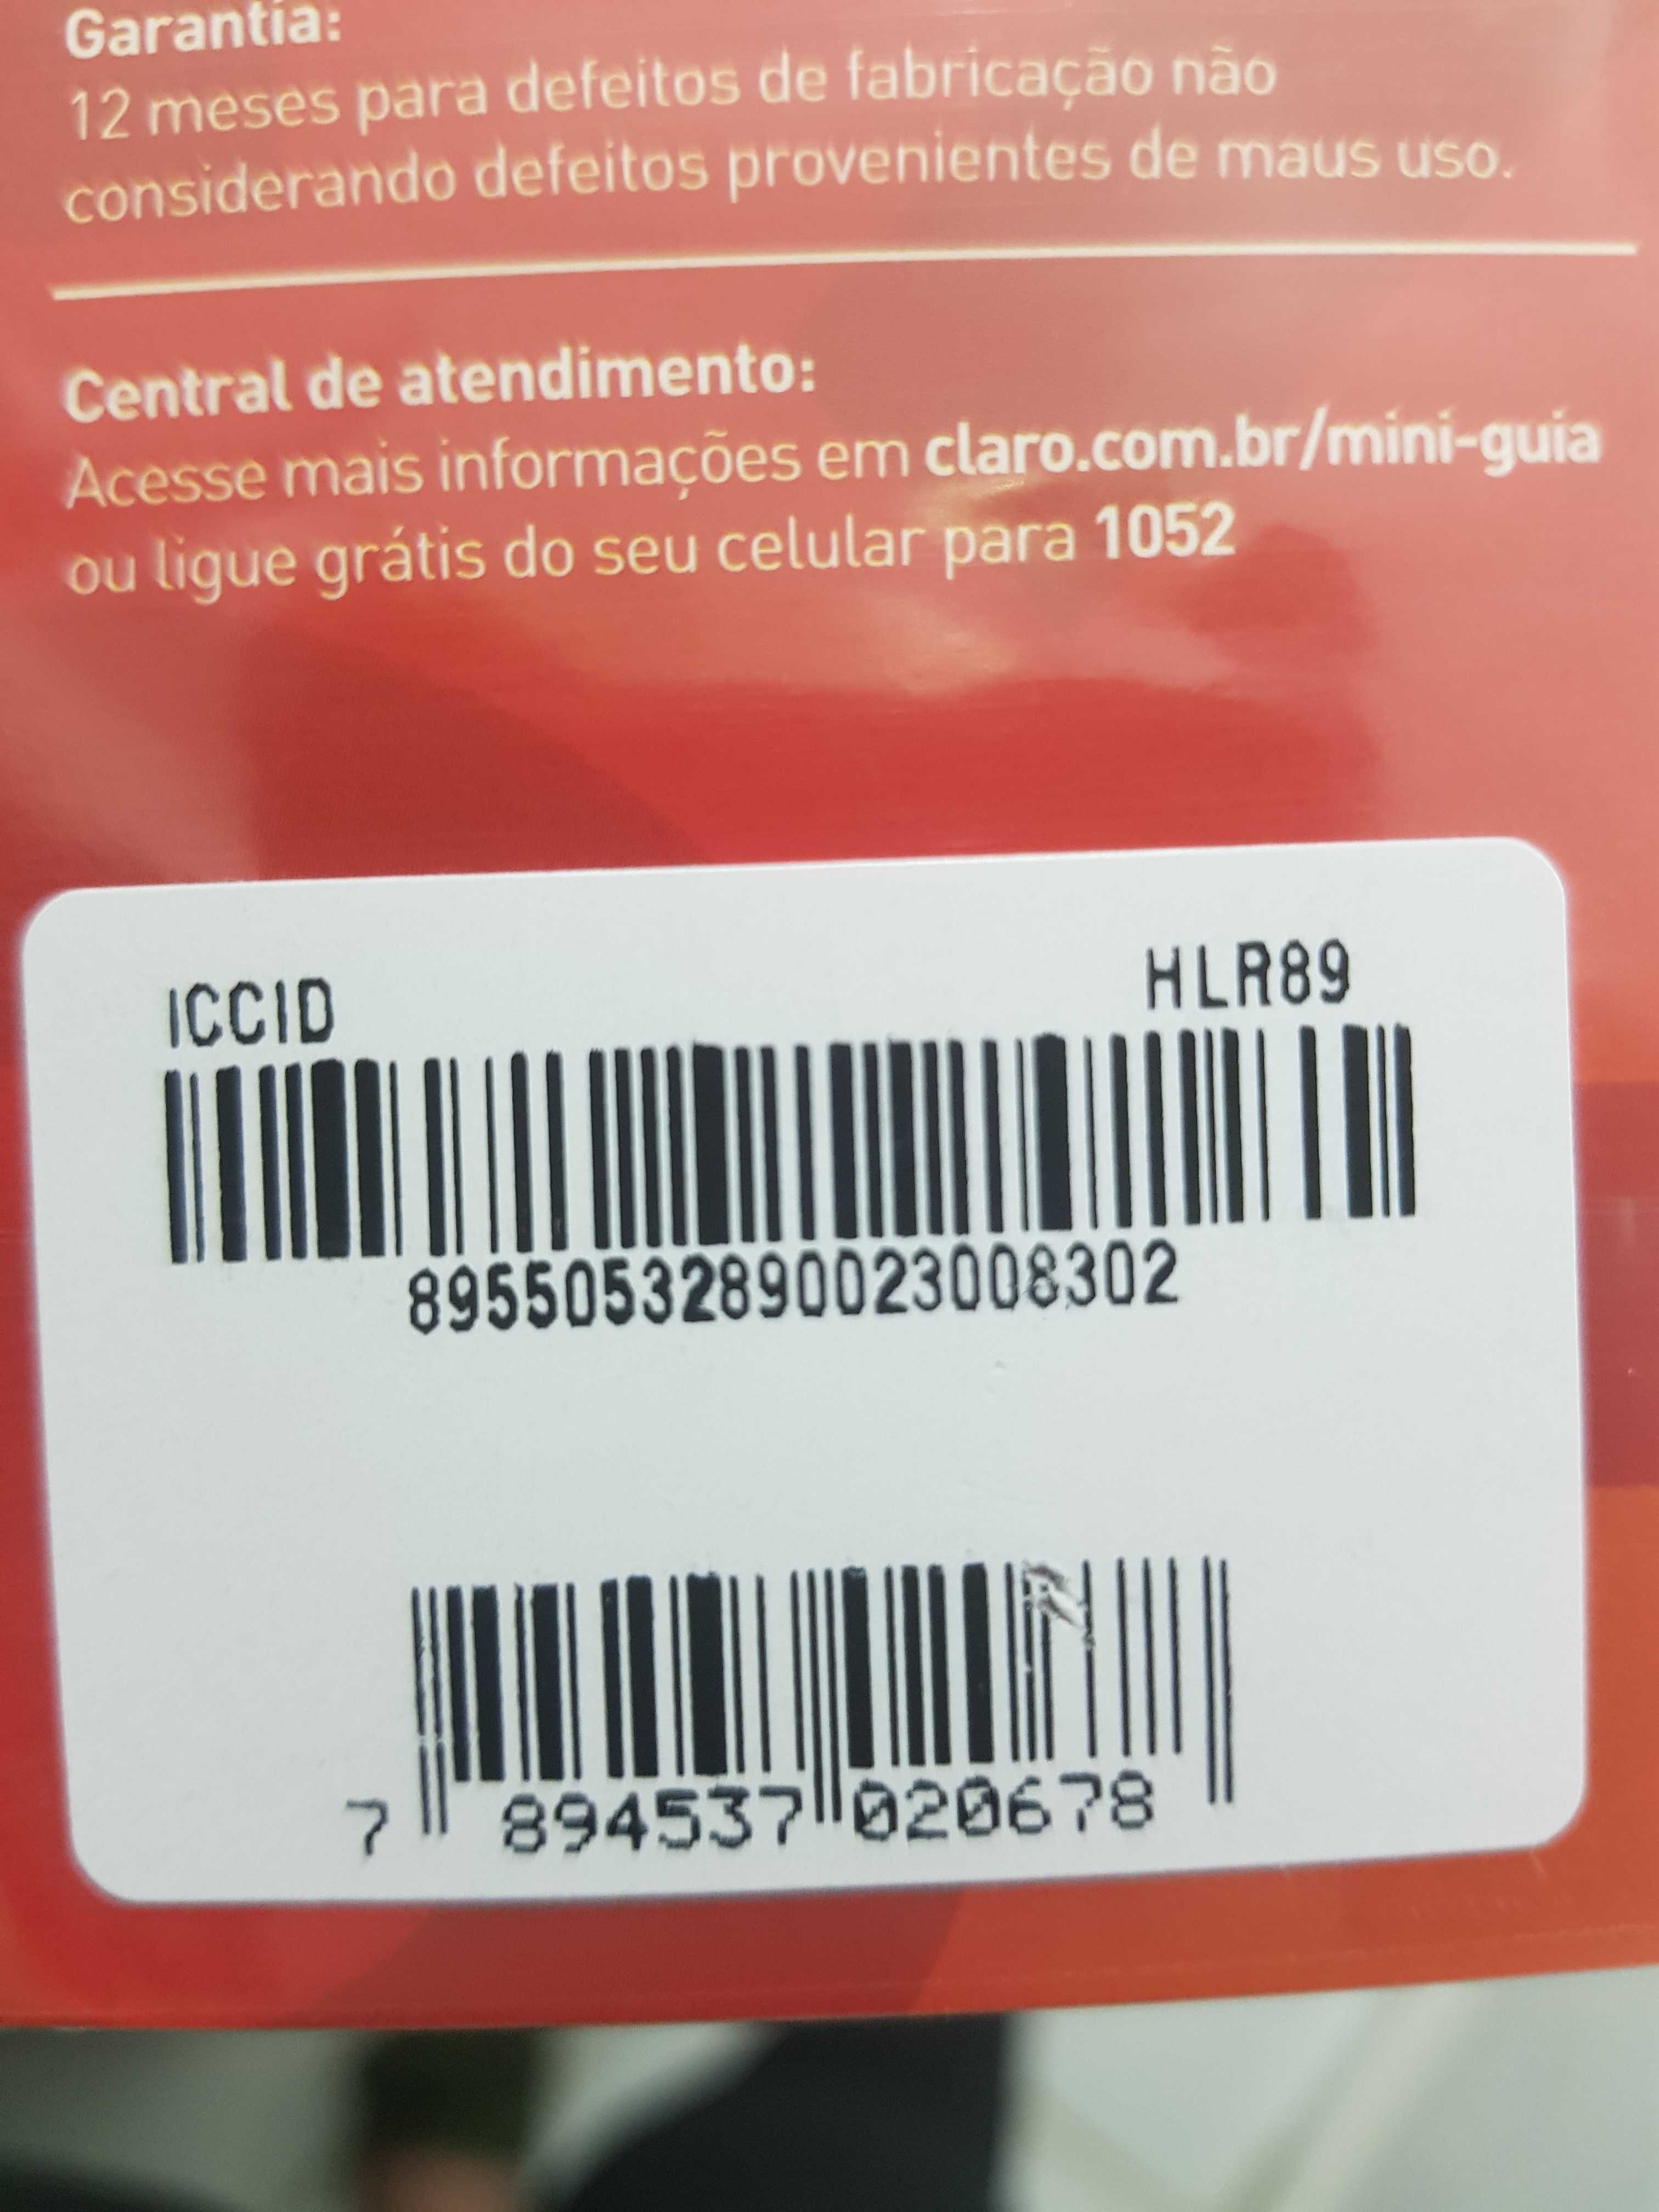 Garantia:
12 meses para defeitos de fabricação não
considerando defeitos provenientes de maus uso.
Central de atendimento:
Acesse mais informações em claro.com.br/mini-guia
ou ligue grátis do seu celular para 1052
ICCID HLR89
89550532890023008302
7 894537 020678